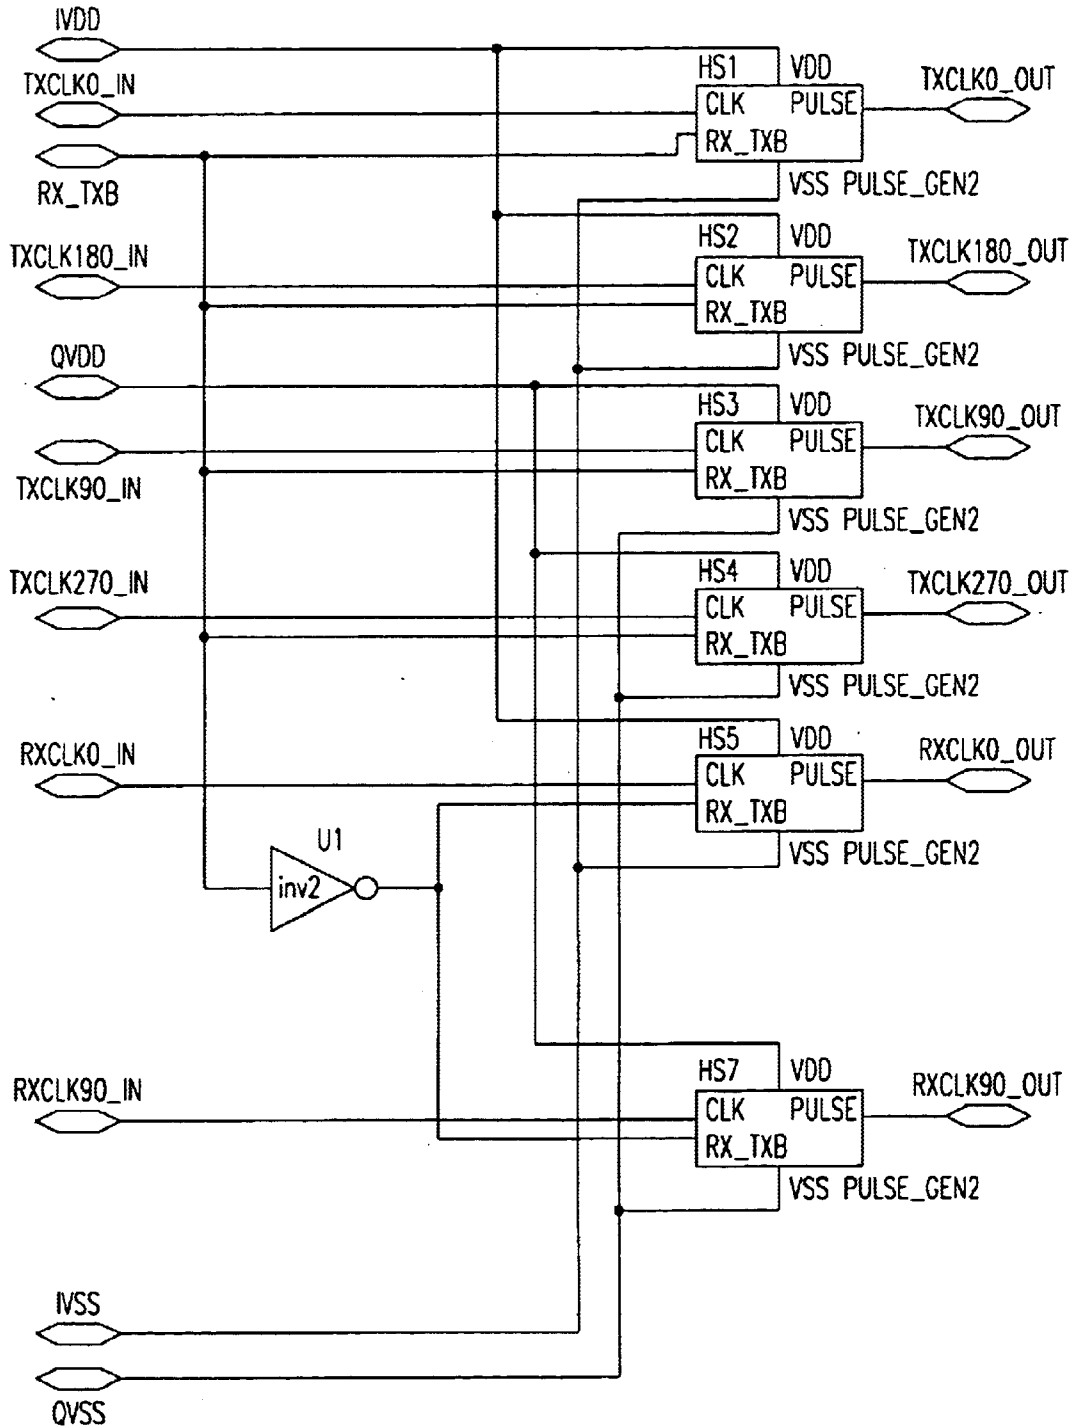 IVDD
TXCLK0_IN
HS1 VDD
TXCLK0_OUT
CLK PULSE
RX_TXB
RX_TXB
VSS PULSE_GEN2
TXCLK180_IN
HS2 VDD
TXCLK180_OUT
CLK PULSE
RX_TXB
VSS PULSE_GEN2
QVDD
HS3 VDD
TXCLK90_OUT
CLK PULSE
RX_TXB
TXCLK90_IN
VSS PULSE_GEN2
TXCLK270_IN
HS4 VDD
TXCLK270_OUT
CLK PULSE
RX_TXB
VSS PULSE_GEN2
RXCLK0_IN
HS5 VDD
RXCLK0_OUT
CLK PULSE
RX_TXB
U1
inv2
VSS PULSE_GEN2
RXCLK90_IN
HS7 VDD
RXCLK90_OUT
CLK PULSE
RX_TXB
VSS PULSE_GEN2
IVSS
QVSS